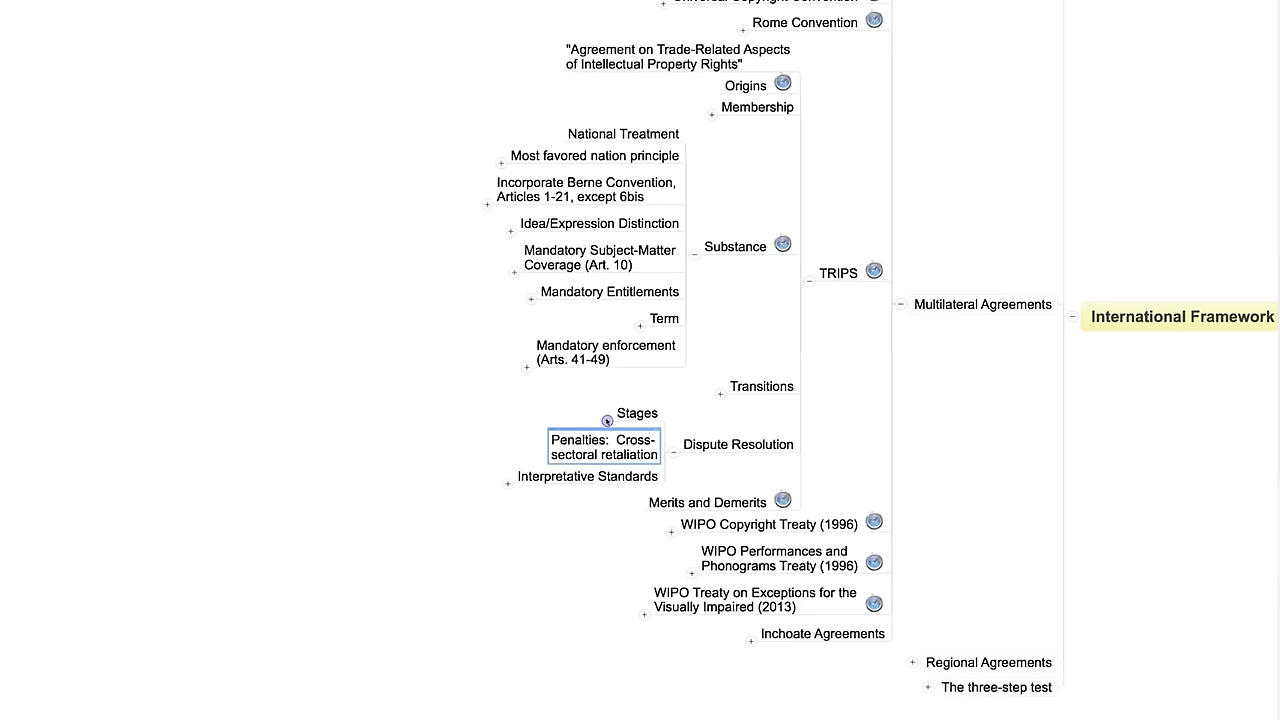 Universal Copyright Convention
Rome Convention
"Agreement on Trade-Related Aspects
of Intellectual Property Rights"
Origins
Membership
National Treatment
Most favored nation principle
Incorporate Berne Convention,
Articles 1-21, except 6bis
Idea/Expression Distinction
Substance
Mandatory Subject-Matter
Coverage (Art. 10)
TRIPS
Mandatory Entitlements
Multilateral Agreements
International Framework
Term
Mandatory enforcement
(Arts. 41-49)
Transitions
Stages
Penalties: Cross-
sectoral retaliation
Dispute Resolution
Interpretative Standards
Merits and Demerits
WIPO Copyright Treaty (1996)
WIPO Performances and
Phonograms Treaty (1996)
WIPO Treaty on Exceptions for the
Visually Impaired (2013)
Inchoate Agreements
Regional Agreements
The three-step test